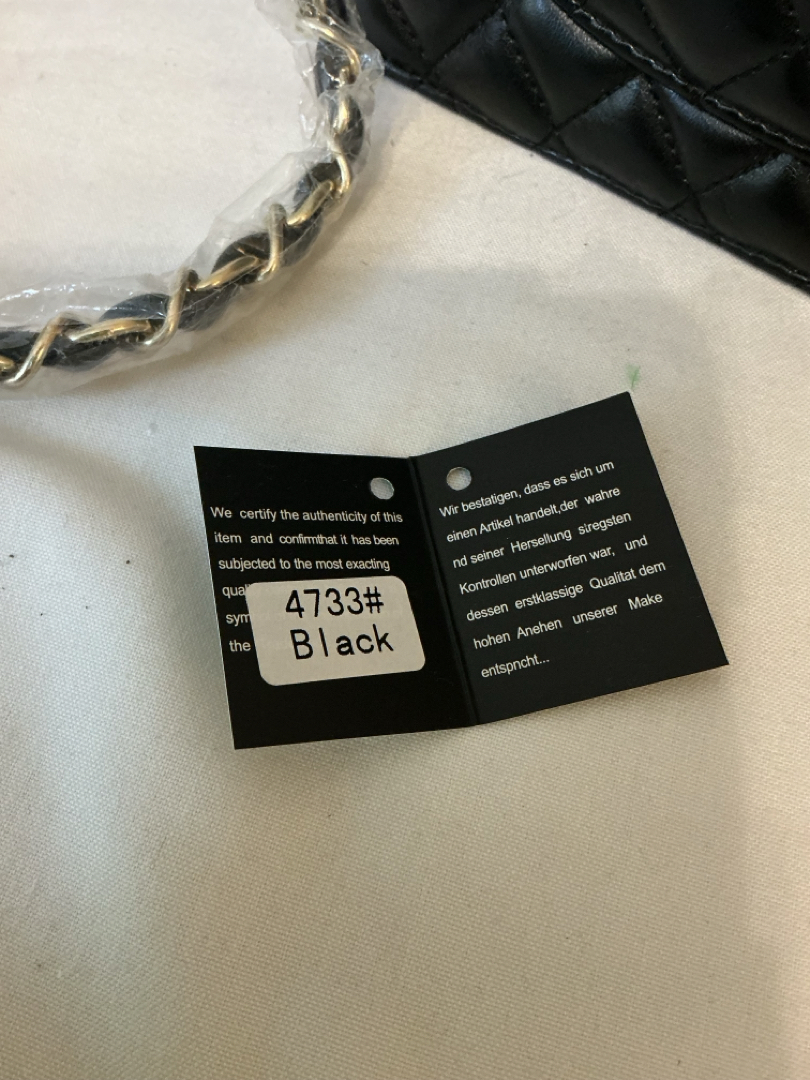 We certify the authenticity of this
item and confirmthat it has been
subjected to the most exacting
the
4733#
Black
Wir bestatigen, dass es sich um
einen Artikel handelt,der wahre
nd seiner Hersellung siregsten
Kontrollen unterworfen war, und
dessen erstklassige Qualitat dem
hohen Anehen unserer Make
entspncht...